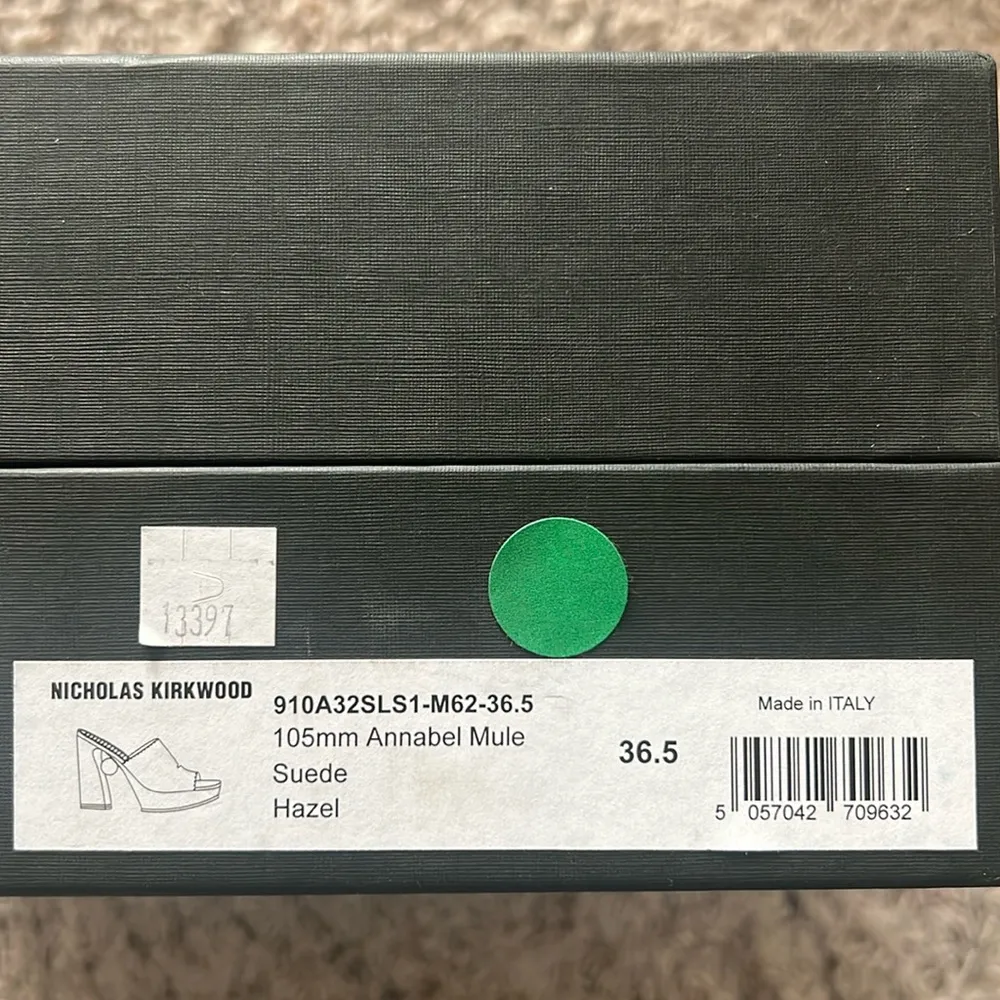 13397
NICHOLAS KIRKWOOD
910A32SLS1-M62-36.5
105mm Annabel Mule
Suede
Hazel
36.5
Made in ITALY
5 057042 709632